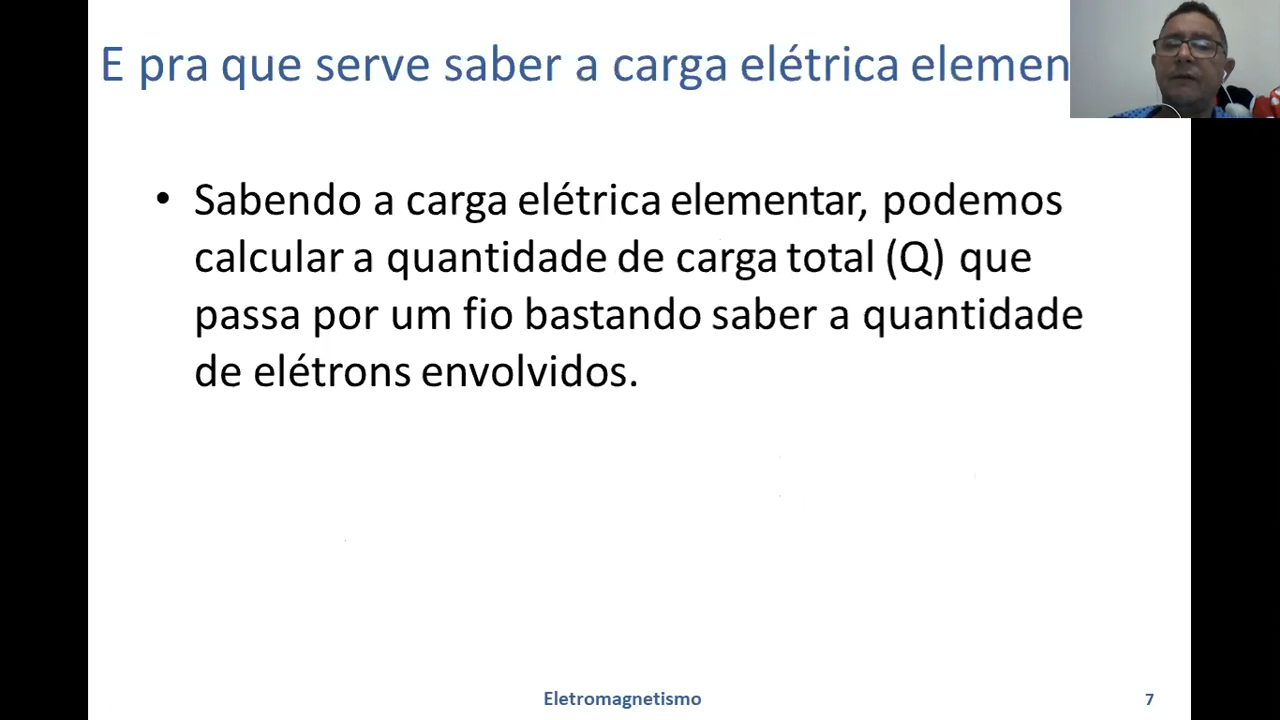 E pra que serve saber a carga elétrica elemen
• Sabendo a carga elétrica elementar, podemos
calcular a quantidade de carga total (Q) que
passa por um fio bastando saber a quantidade
de elétrons envolvidos.
Eletromagnetismo
7